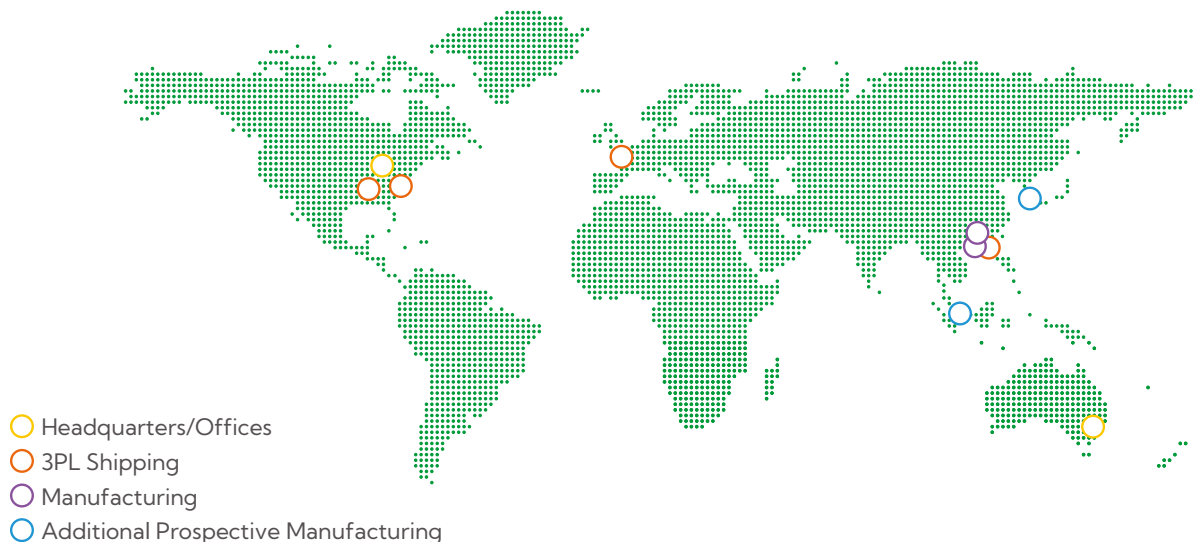 Headquarters/Offices
3PL Shipping
Manufacturing
Additional Prospective Manufacturing